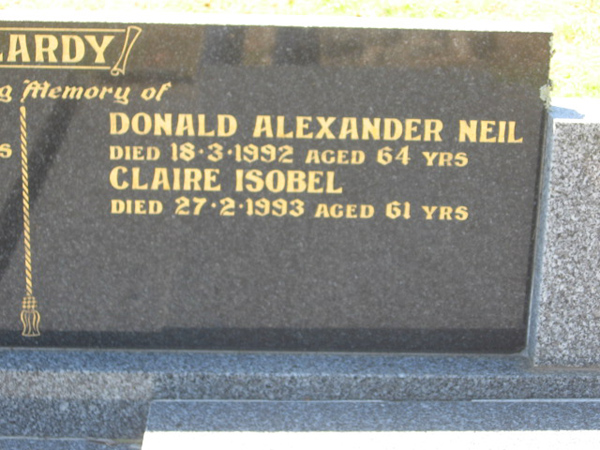 LARDY
g Memory of
DONALD ALEXANDER NEIL
DIED 18·3·1992 AGED 64 YRS
CLAIRE ISOBEL
DIED 27·2·1993 AGED 61 YRS
S